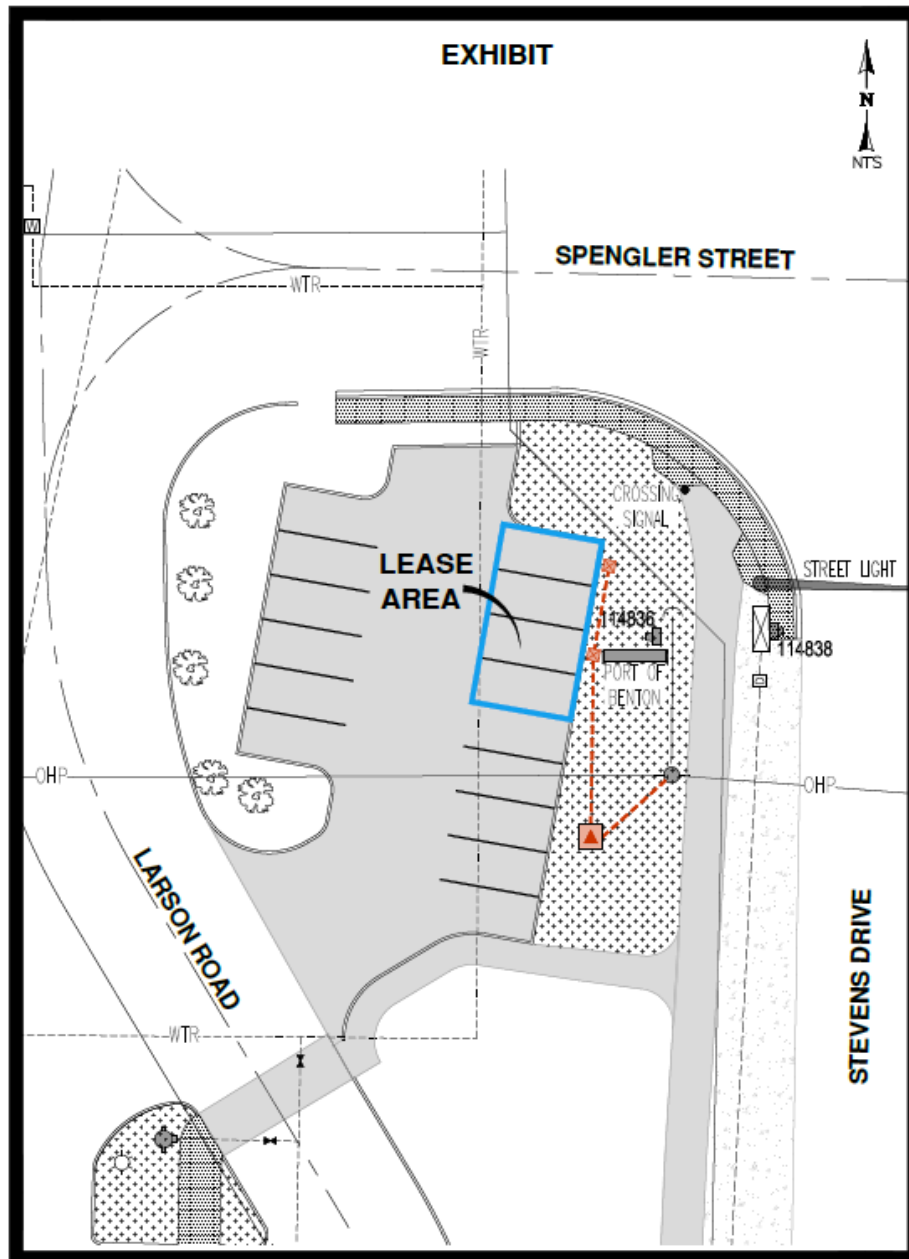 EXHIBIT
N
NTS
W
SPENGLER STREET
WTR
WTR
CROSSING
SIGNAL
STREET LIGHT
LEASE
AREA
114836
114838
PORT OF
BENTON
D
OHP
OHP
LARSON ROAD
STEVENS DRIVE
WTR